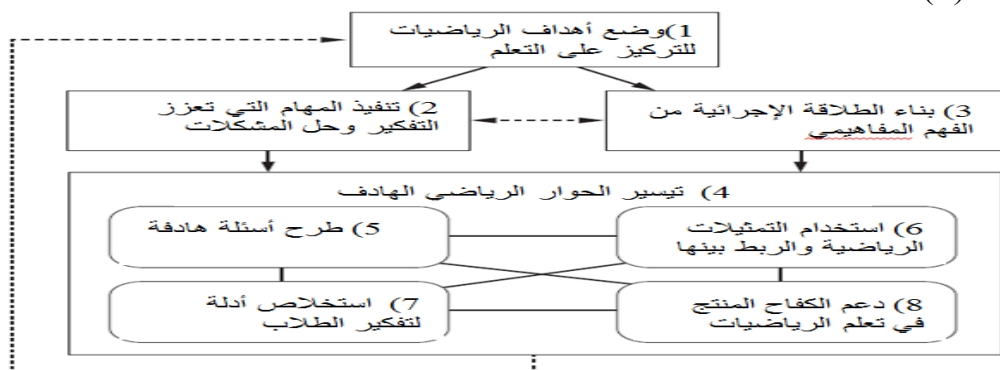 1)وضع أهداف الرياضيات
للتركيز على التعلم
2) تنفيذ المهام التي تعزز
التفكير وحل المشكلات
3) بناء الطلاقة الإجرائية من
الفهم المفاهيمي
4) تيسير الحوار الرياضي الهادف
5) طرح أسئلة هادفة
6) استخدام التمثيلات
الرياضية والربط بينها
7) استخلاص أدلة
لتفكير الطلاب
8) دعم الكفاح المنتج
في تعلم الرياضيات